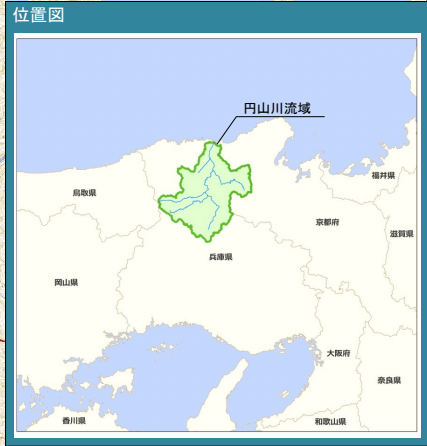 位置図
円山川流域
福井県
鳥取県
京都府
滋賀県
兵庫県
岡山県
大阪府
奈良県
香川県
和歌山県